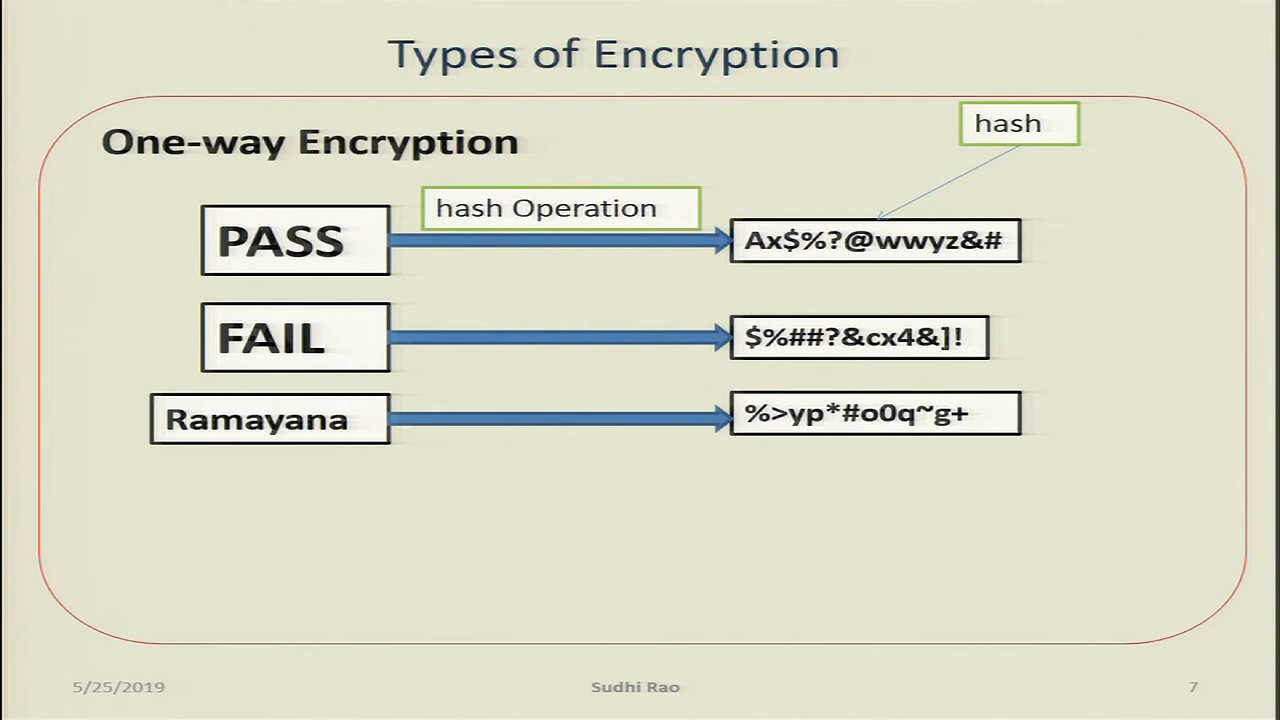 Types of Encryption
hash
One-way Encryption
hash Operation
PASS
Ax$%?@wwyz&#
FAIL
$%##?&cx4&]!
Ramayana
%>yp*#o0q~g+
5/25/2019
Sudhi Rao
7